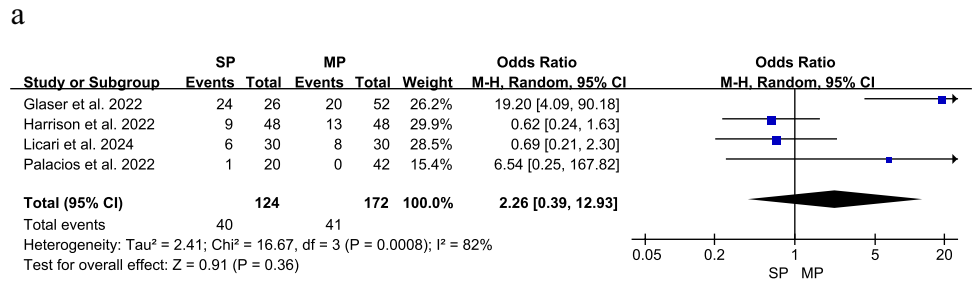 a
SP MP Odds Ratio Odds Ratio
Study or Subgroup Events Total Events Total Weight M-H, Random, 95% CI M-H, Random, 95% CI
Glaser et al. 2022 24 26 20 52 26.2% 19.20 [4.09, 90.18]
Harrison et al. 2022 9 48 13 48 29.9% 0.62 [0.24, 1.63]
Licari et al. 2024 6 30 8 30 28.5% 0.69 [0.21, 2.30]
Palacios et al. 2022 1 20 0 42 15.4% 6.54 [0.25, 167.82]
Total (95% CI) 124 172 100.0% 2.26 [0.39, 12.93]
Total events 40 41
Heterogeneity: Tau² = 2.41; Chi² = 16.67, df = 3 (P = 0.0008); I² = 82%
Test for overall effect: Z = 0.91 (P = 0.36)
0.05 0.2 1 5 20
SP MP